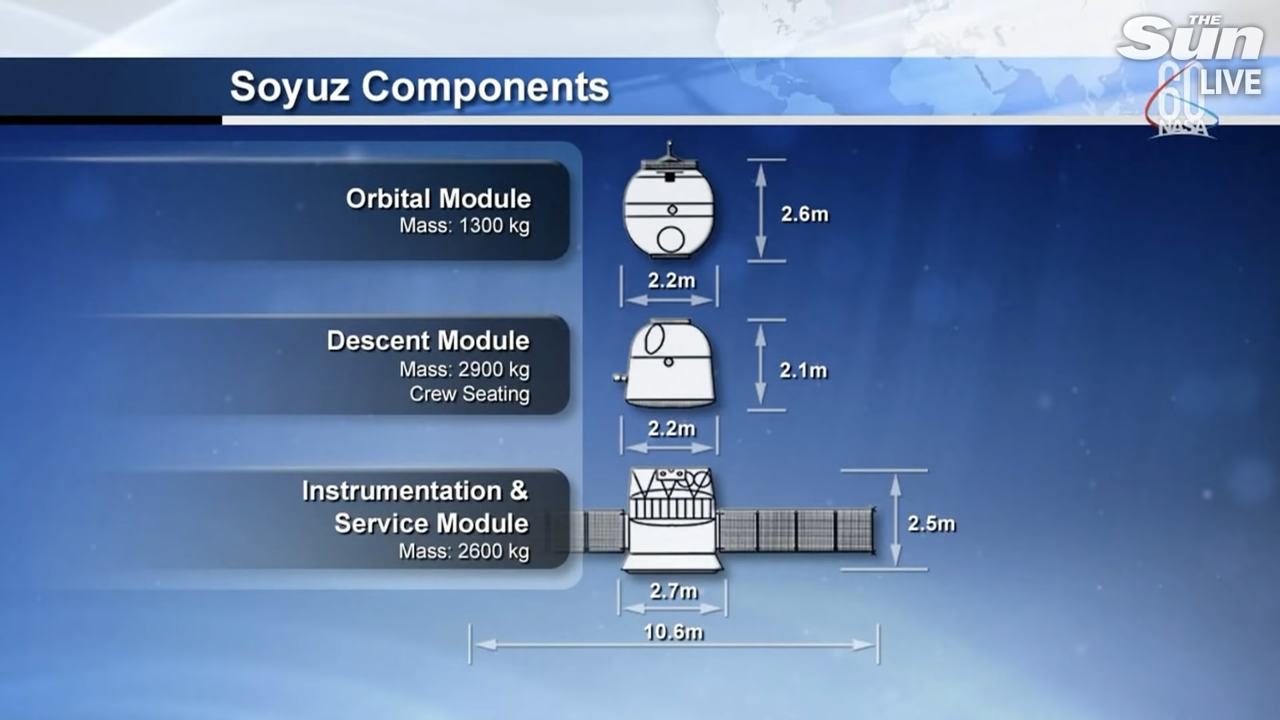 THE
Sun
LIVE
60
NASA
Soyuz Components
Orbital Module
Mass: 1300 kg
2.6m
2.2m
Descent Module
Mass: 2900 kg
Crew Seating
2.1m
2.2m
Instrumentation &
Service Module
Mass: 2600 kg
2.5m
2.7m
10.6m